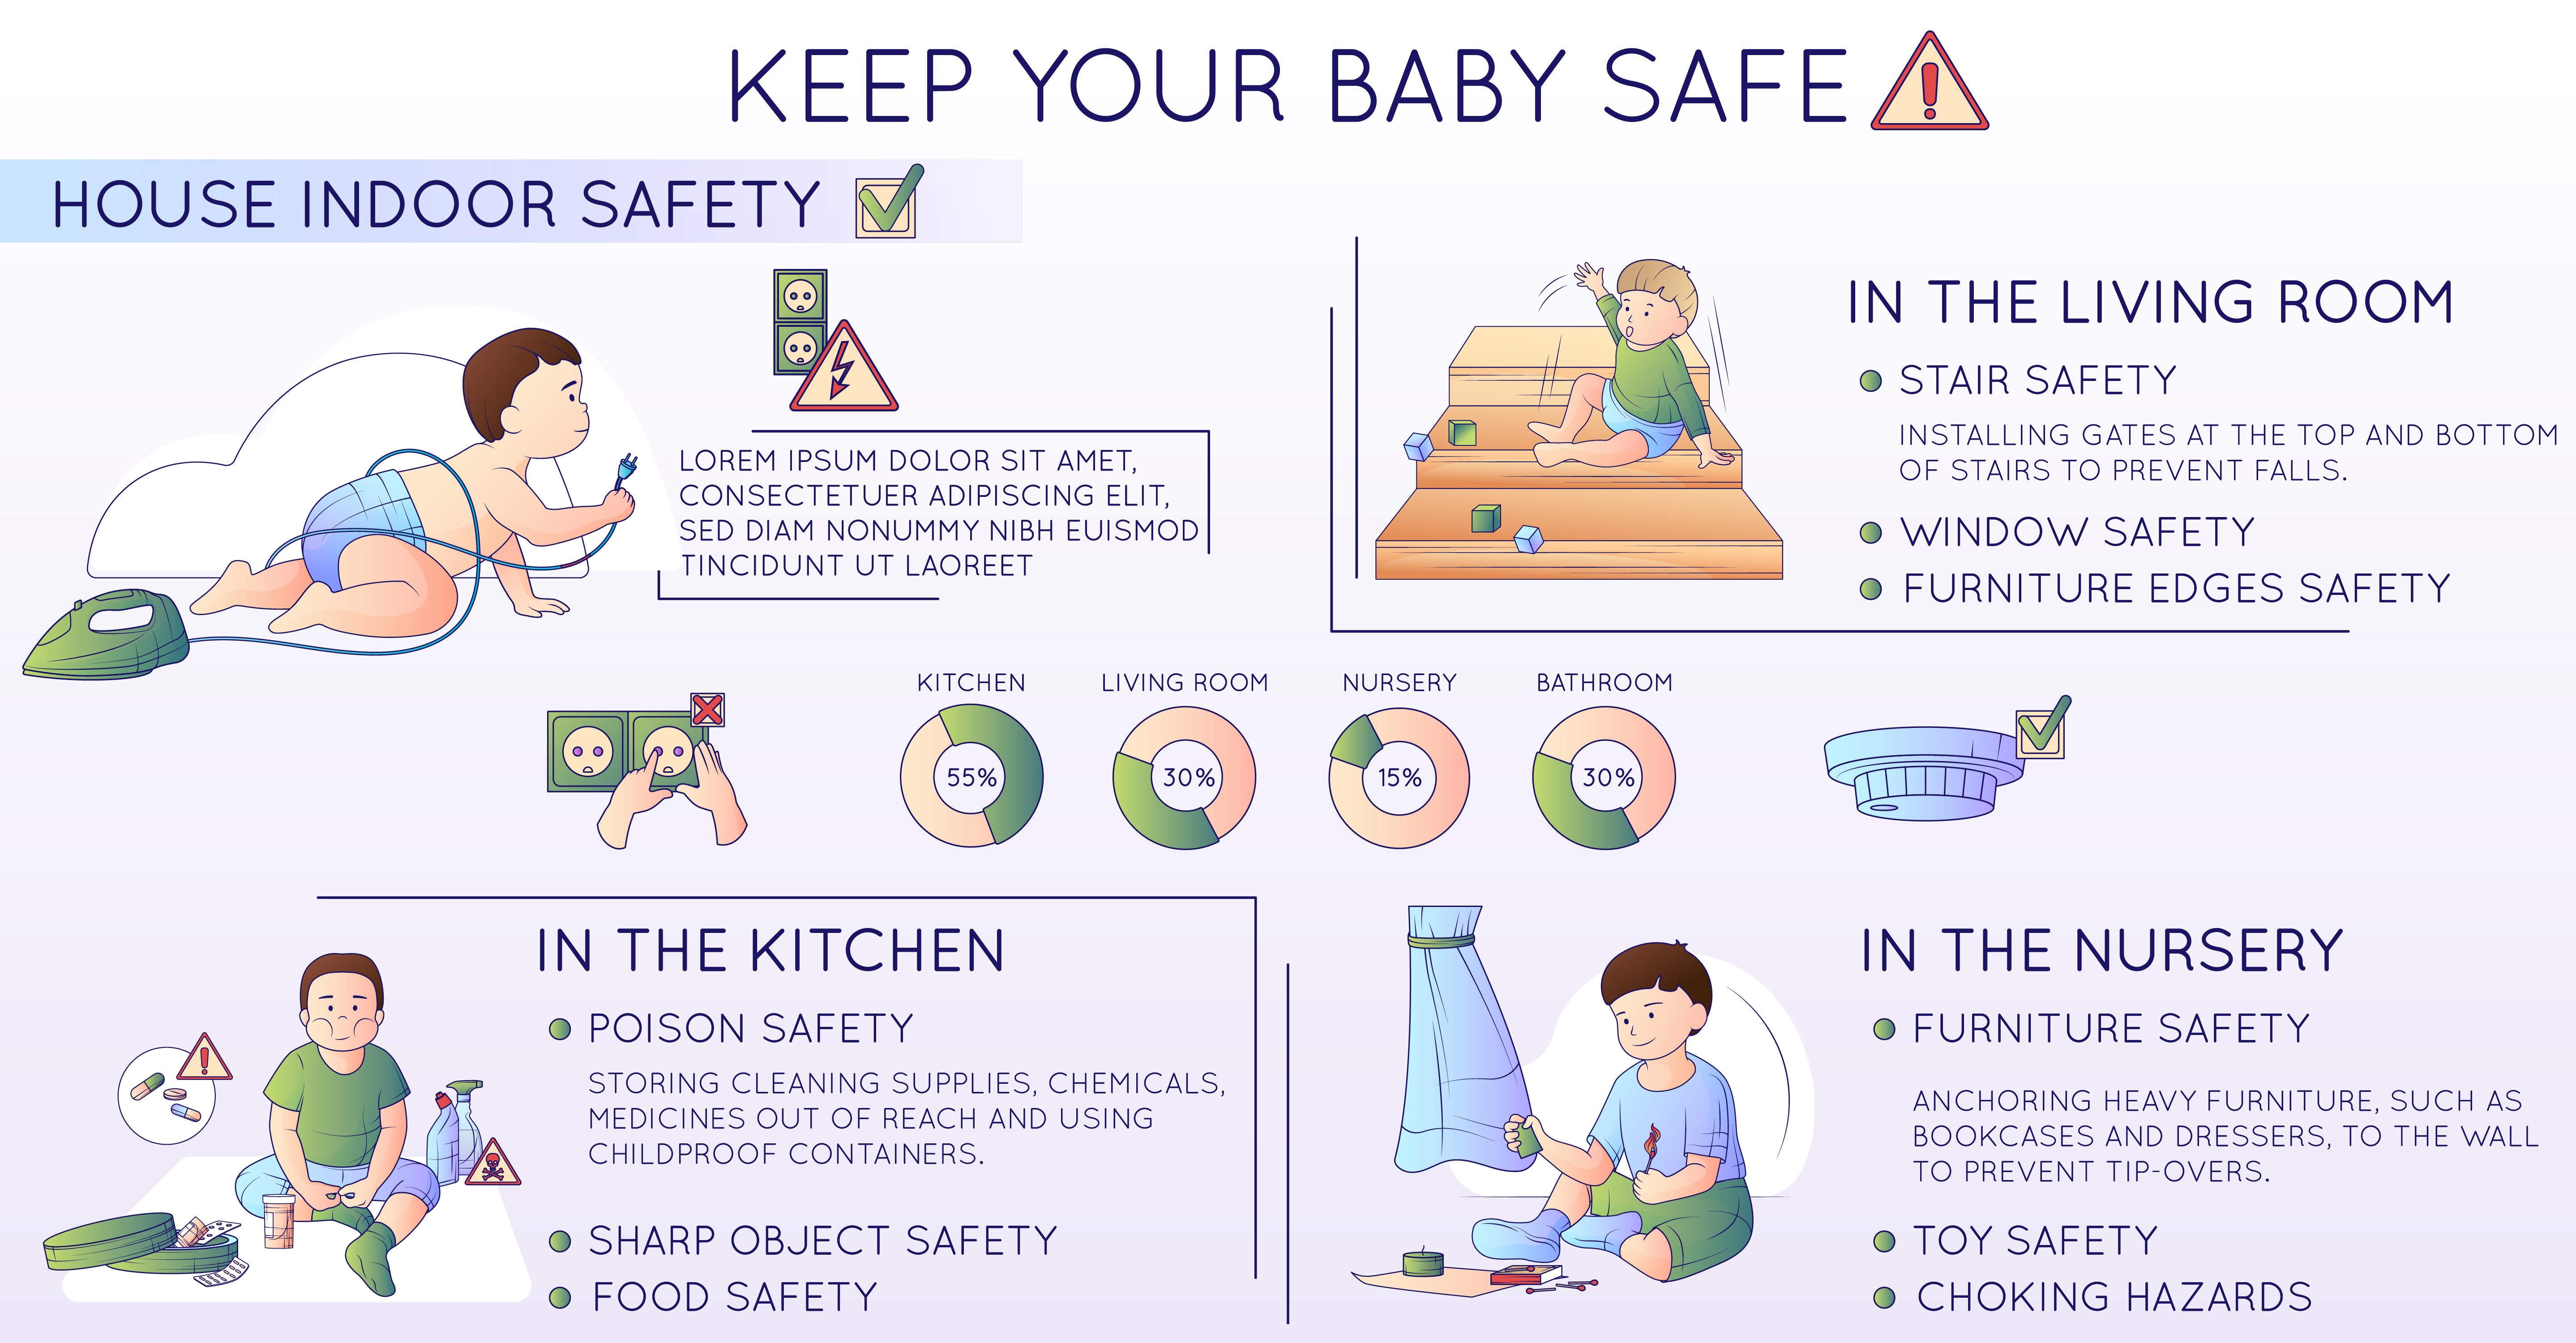 KEEP YOUR BABY SAFE
HOUSE INDOOR SAFETY
LOREM IPSUM DOLOR SIT AMET,
CONSECTETUER ADIPISCING ELIT,
SED DIAM NONUMMY NIBH EUISMOD
TINCIDUNT UT LAOREET
IN THE LIVING ROOM
STAIR SAFETY
INSTALLING GATES AT THE TOP AND BOTTOM
OF STAIRS TO PREVENT FALLS.
WINDOW SAFETY
FURNITURE EDGES SAFETY
KITCHEN
55%
LIVING ROOM
30%
NURSERY
15%
BATHROOM
30%
IN THE KITCHEN
POISON SAFETY
STORING CLEANING SUPPLIES, CHEMICALS,
MEDICINES OUT OF REACH AND USING
CHILDPROOF CONTAINERS.
SHARP OBJECT SAFETY
FOOD SAFETY
IN THE NURSERY
FURNITURE SAFETY
ANCHORING HEAVY FURNITURE, SUCH AS
BOOKCASES AND DRESSERS, TO THE WALL
TO PREVENT TIP-OVERS.
TOY SAFETY
CHOKING HAZARDS